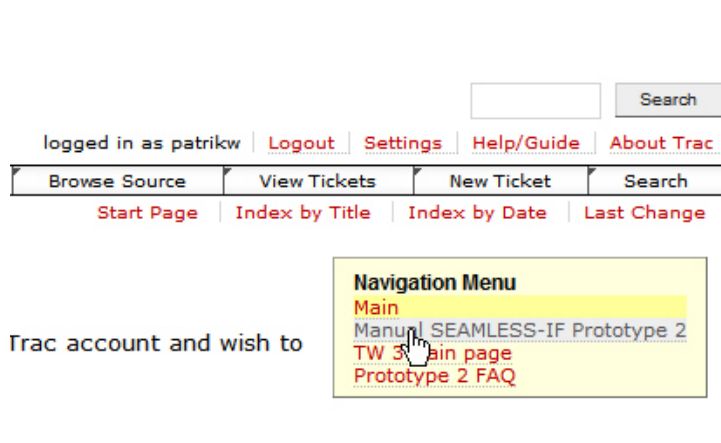 Search
logged in as patrikw Logout Settings Help/Guide About Trac
Browse Source View Tickets New Ticket Search
Start Page Index by Title Index by Date Last Change
Navigation Menu
Main
Manual SEAMLESS-IF Prototype 2
Trac account and wish to
TW 3 main page
Prototype 2 FAQ